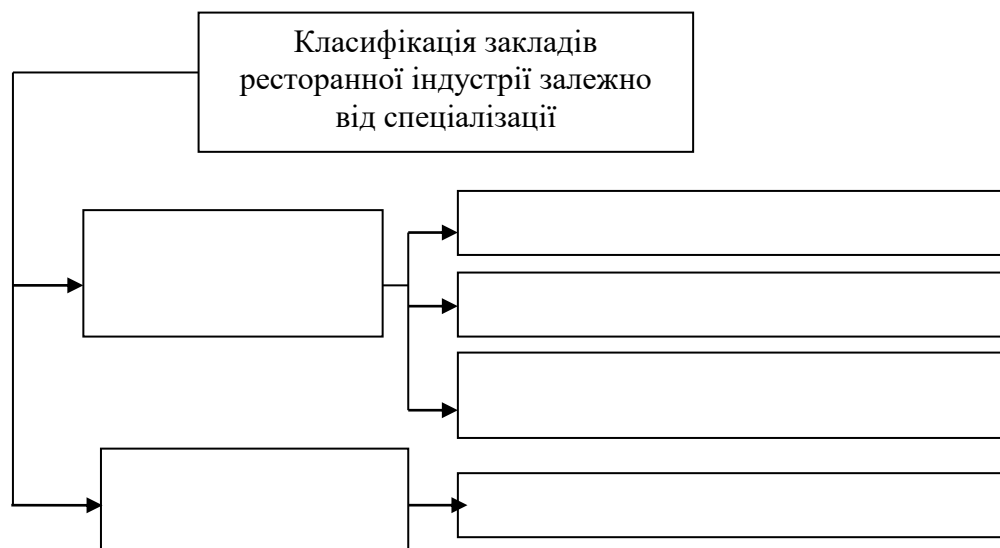 Класифікація закладів
ресторанної індустрії залежно
від спеціалізації